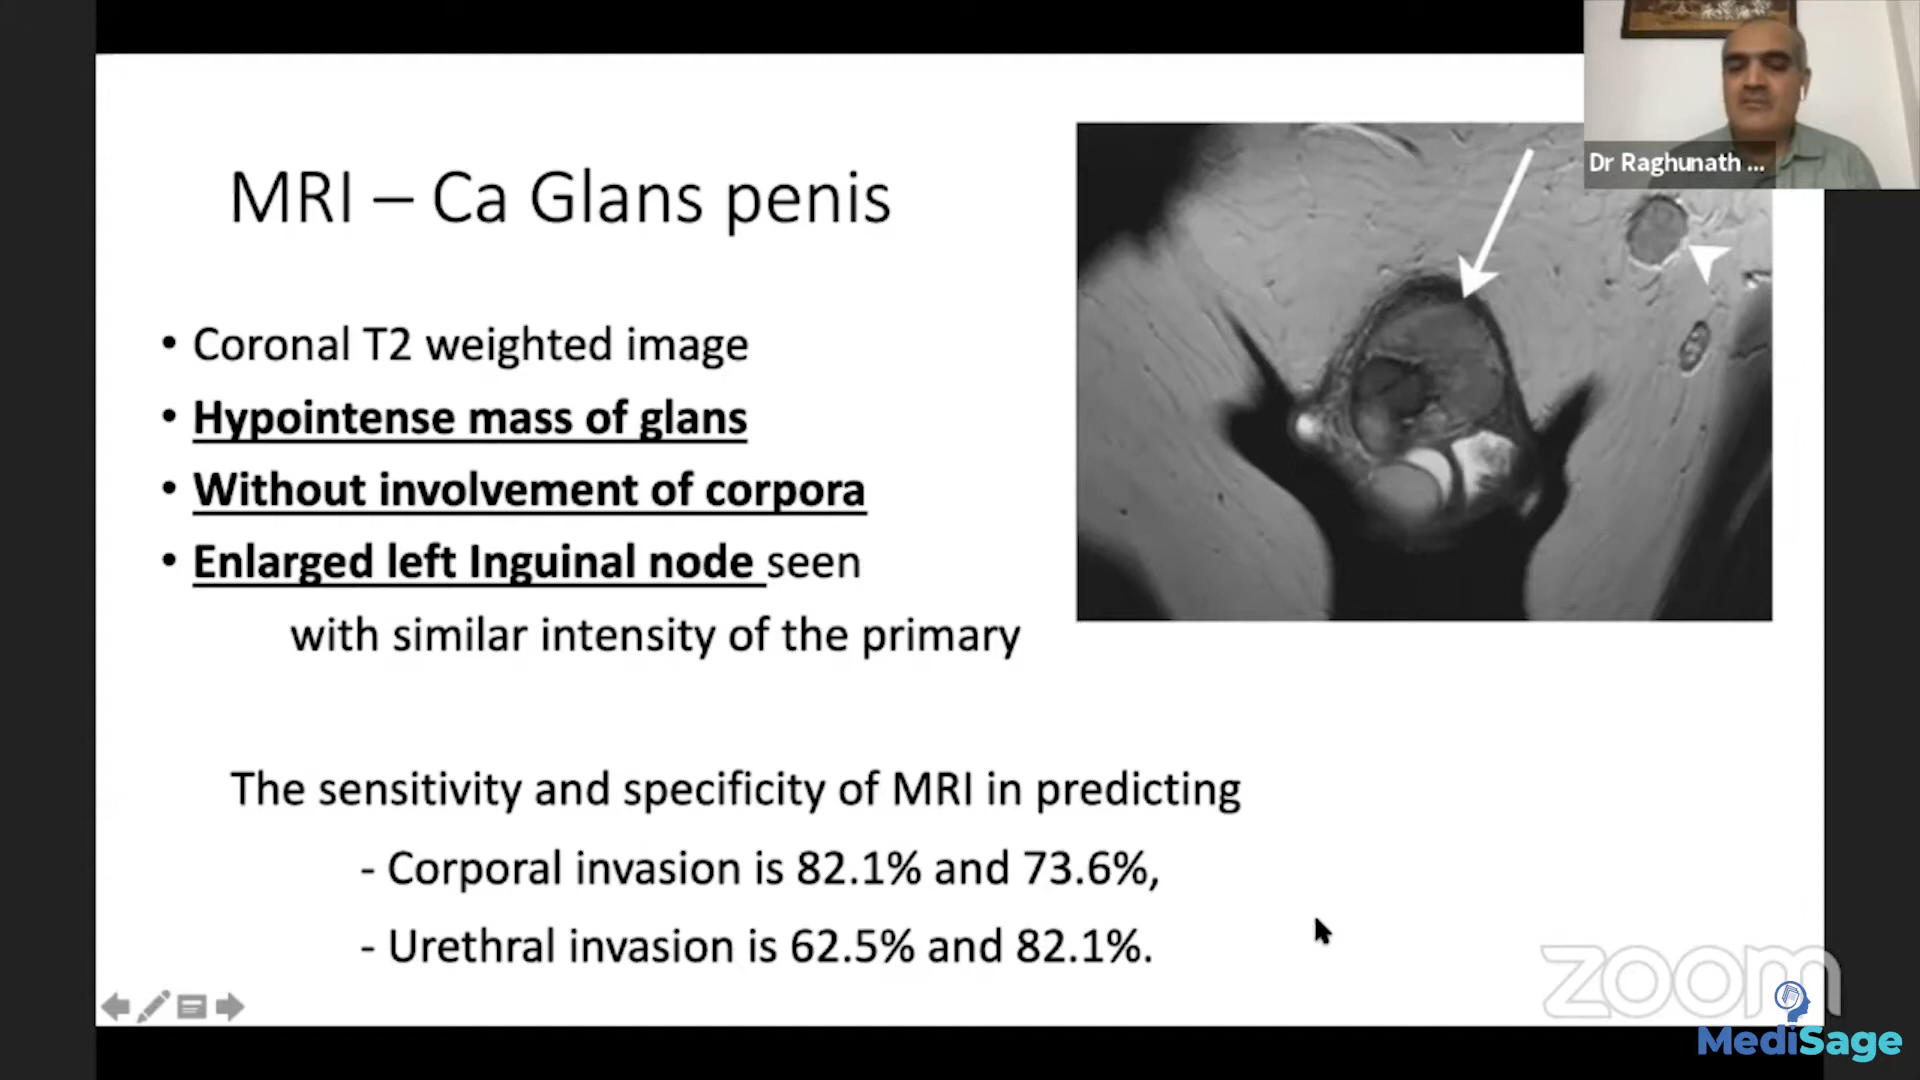 Dr Raghunath ...
MRI – Ca Glans penis
• Coronal T2 weighted image
• Hypointense mass of glans
• Without involvement of corpora
• Enlarged left Inguinal node seen
with similar intensity of the primary
The sensitivity and specificity of MRI in predicting
- Corporal invasion is 82.1% and 73.6%,
- Urethral invasion is 62.5% and 82.1%.
zoom
MediSage